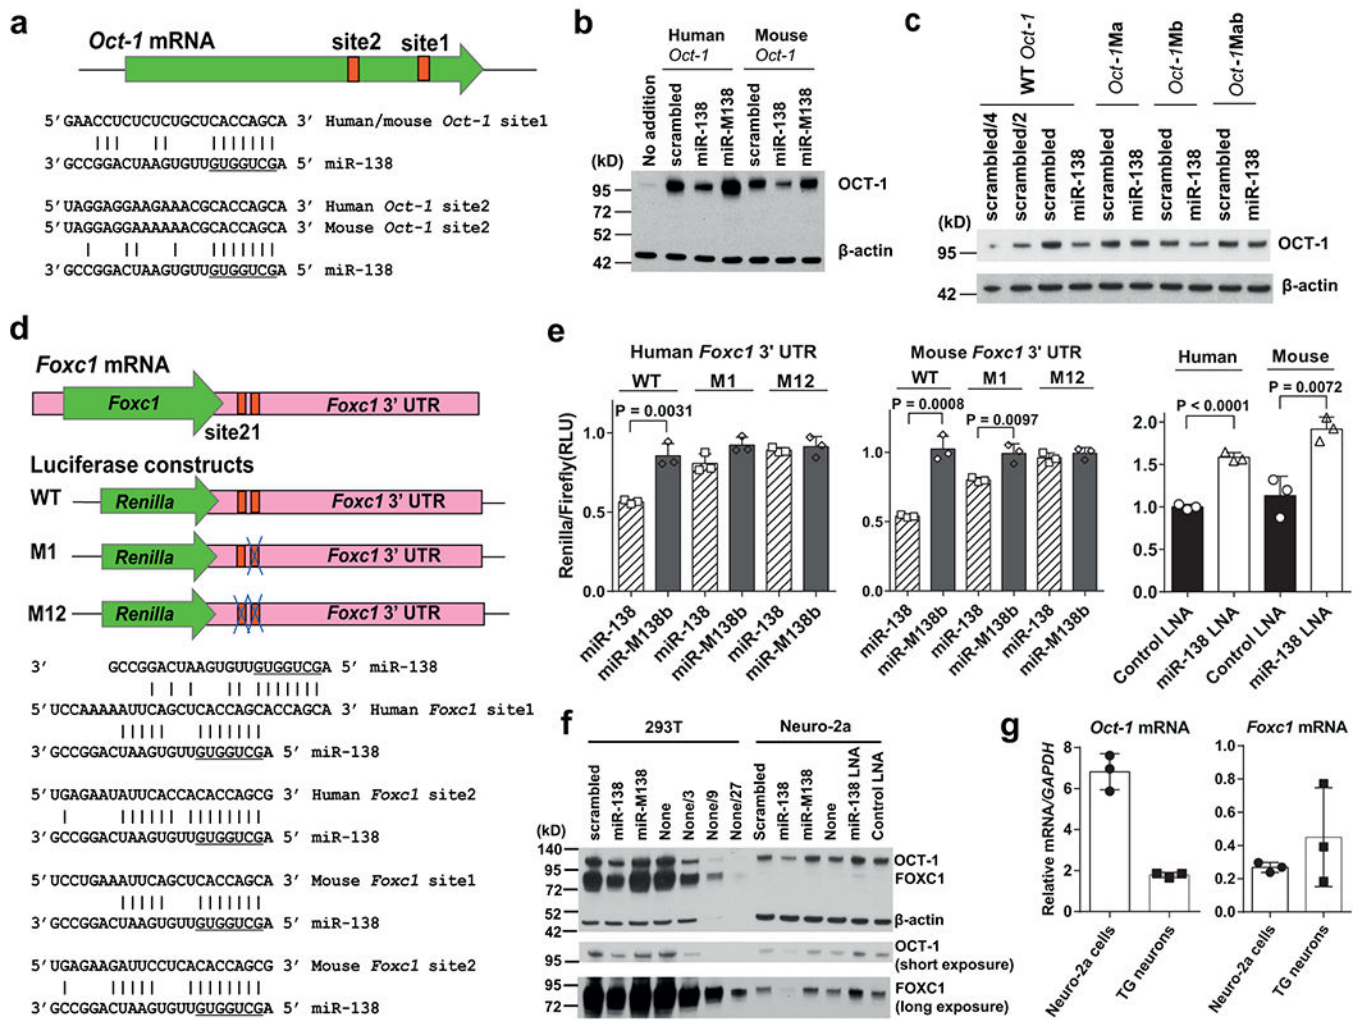 a
Oct-1 mRNA
site2
site1
5'GAACCUCUCUCUGCUCACCAGCA 3' Human/mouse Oct-1 site1
3'GCCGGACUAAGUGUUGUGGUCGA 5' miR-138
5'UAGGAGGAAGAAACGCACCAGCA 3' Human Oct-1 site2
5'UAGGAGGAAAAAACGCACCAGCA 3' Mouse Oct-1 site2
3'GCCGGACUAAGUGUUGUGGUCGA 5' miR-138
b
Human Oct-1
Mouse Oct-1
No addition
scrambled
miR-138
miR-M138
scrambled
miR-138
miR-M138
(kD)
95
72
52
42
OCT-1
β-actin
c
WT Oct-1
Oct-1Ma
Oct-1Mb
Oct-1Mab
scrambled/4
scrambled/2
scrambled
miR-138
scrambled
miR-138
scrambled
miR-138
scrambled
miR-138
(kD)
95
42
OCT-1
β-actin
d
Foxc1 mRNA
Foxc1
Foxc1 3' UTR
site21
Luciferase constructs
WT
Renilla
Foxc1 3' UTR
M1
Renilla
Foxc1 3' UTR
M12
Renilla
Foxc1 3' UTR
3' GCCGGACUAAGUGUUGUGGUCGA 5' miR-138
5'UCCAAAAAUUCAGCUCACCAGCACCAGCA 3' Human Foxc1 site1
3'GCCGGACUAAGUGUUGUGGUCGA 5' miR-138
5'UGAGAAUAUUCACCACACCAGCG 3' Human Foxc1 site2
3'GCCGGACUAAGUGUUGUGGUCGA 5' miR-138
5'UCCUGAAAUUCAGCUCACCAGCA 3' Mouse Foxc1 site1
3'GCCGGACUAAGUGUUGUGGUCGA 5' miR-138
5'UGAGAAGAUUCCUCACACCAGCG 3' Mouse Foxc1 site2
3'GCCGGACUAAGUGUUGUGGUCGA 5' miR-138
e
Human Foxc1 3' UTR
WT
M1
M12
P = 0.0031
Renilla/Firefly(RLU)
1.0
0.5
0.0
miR-138
miR-M138b
miR-138
miR-M138b
miR-138
miR-M138b
Mouse Foxc1 3' UTR
WT
M1
M12
P = 0.0008
P = 0.0097
1.0
0.5
0.0
miR-138
miR-M138b
miR-138
miR-M138b
miR-138
miR-M138b
Human
Mouse
P < 0.0001
P = 0.0072
2.0
1.5
1.0
0.5
0.0
Control LNA
miR-138 LNA
Control LNA
miR-138 LNA
f
293T
Neuro-2a
scrambled
miR-138
miR-M138
None
None/3
None/9
None/27
Scrambled
miR-138
miR-M138
None
miR-138 LNA
Control LNA
(kD)
140
95
72
52
42
95
95
72
OCT-1
FOXC1
β-actin
OCT-1
(short exposure)
FOXC1
(long exposure)
g
Oct-1 mRNA
Foxc1 mRNA
Relative mRNA/GAPDH
8
6
4
2
0
Neuro-2a cells
TG neurons
1.0
0.8
0.6
0.4
0.2
0.0
Neuro-2a cells
TG neurons